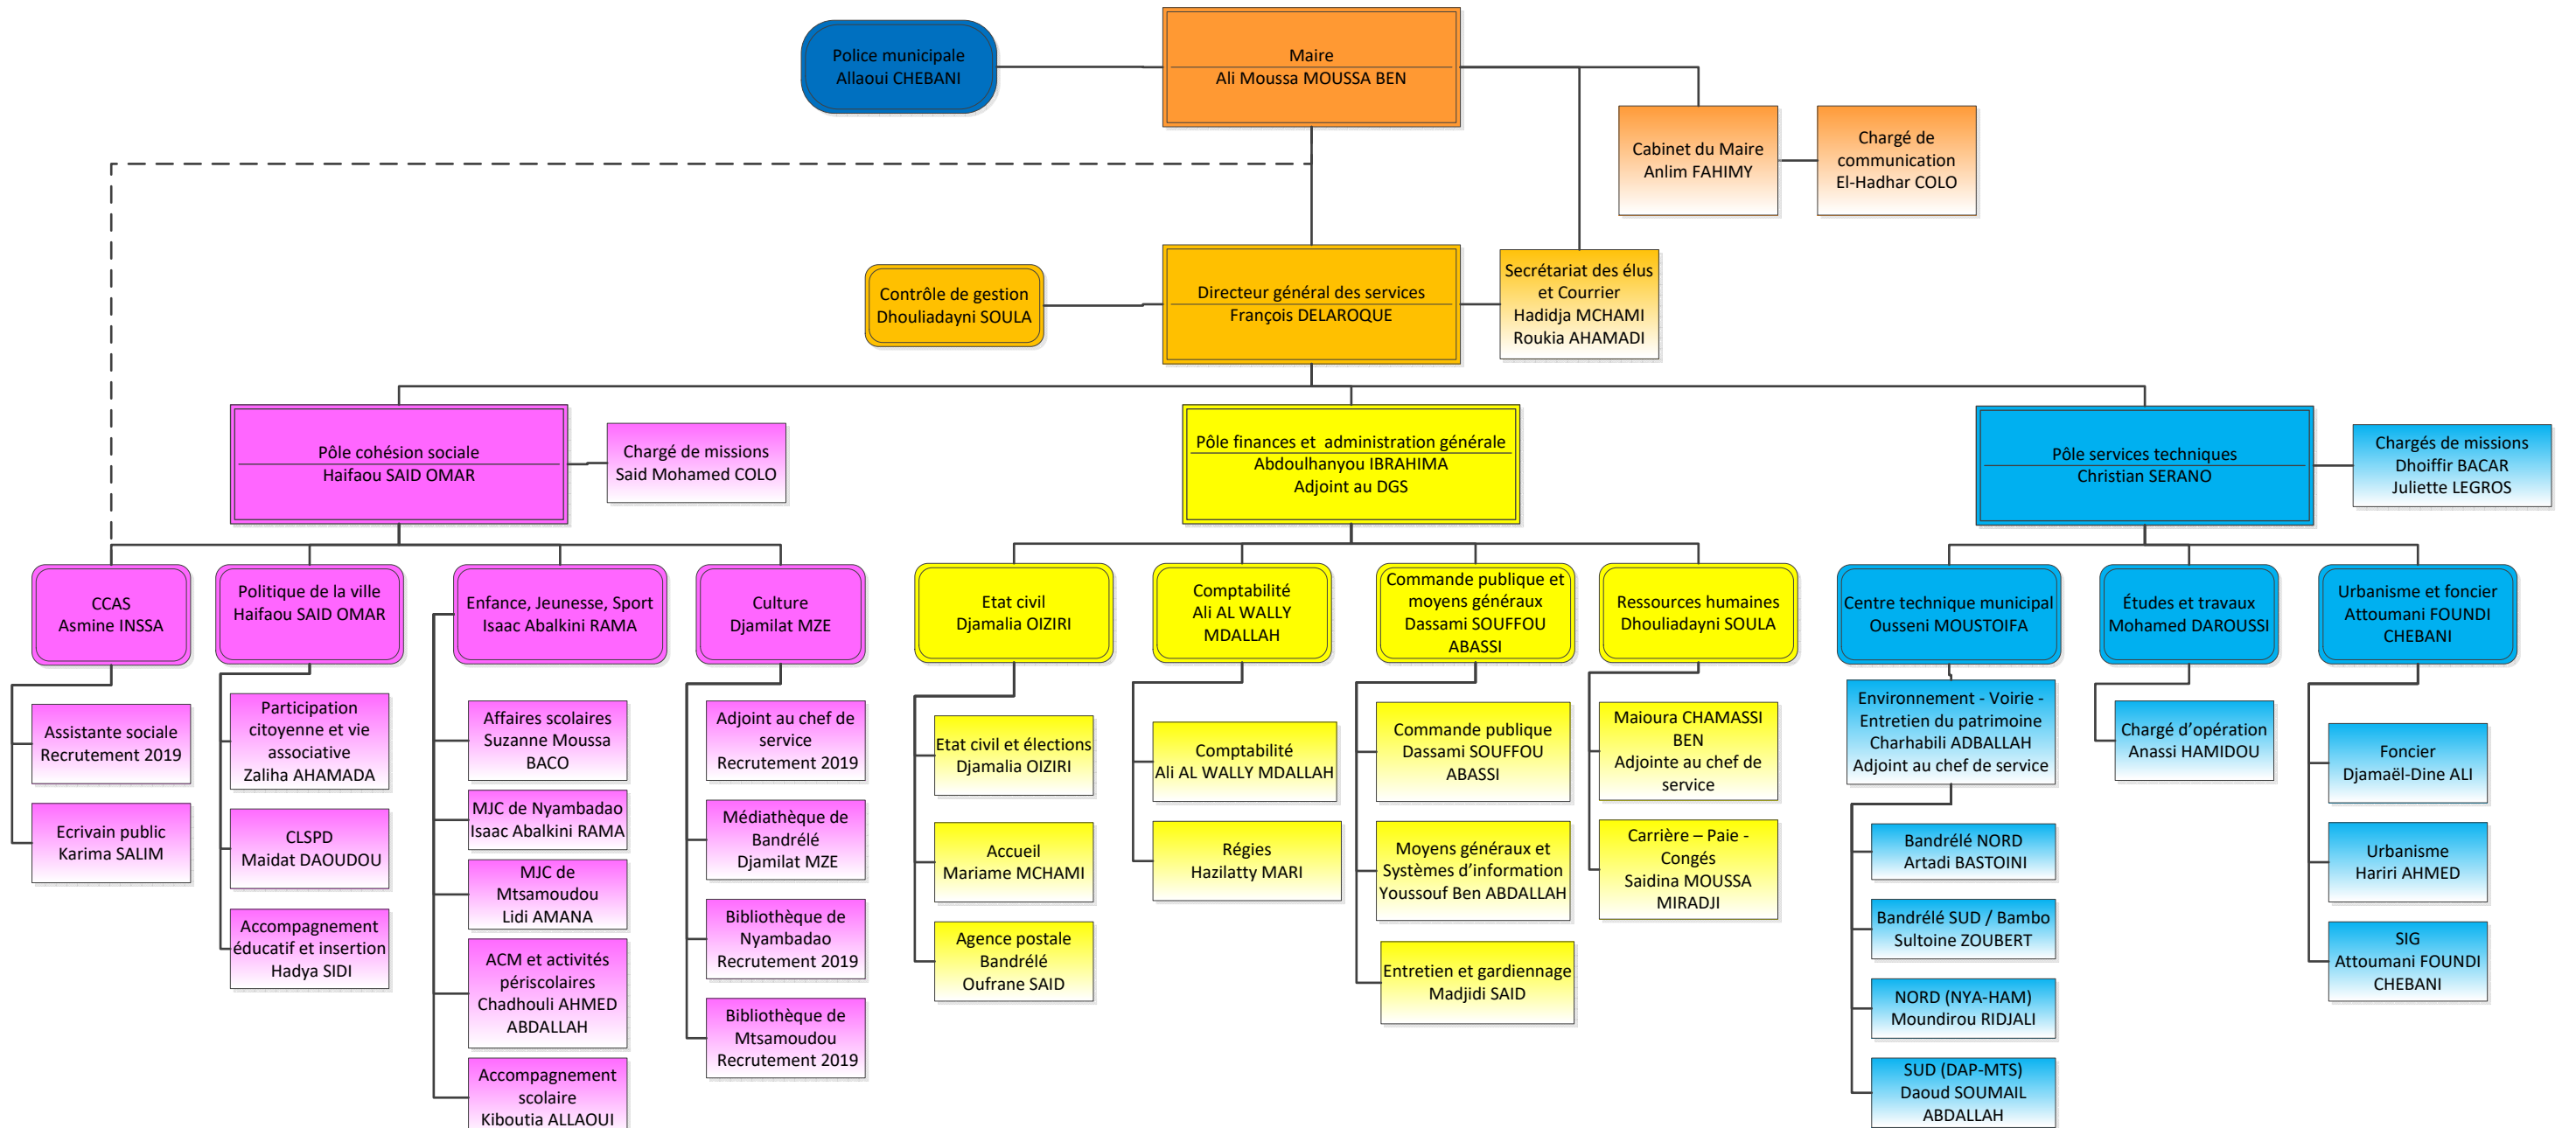 Police municipale
Allaoui CHEBANI
Maire
Ali Moussa MOUSSA BEN
Cabinet du Maire
Anlim FAHIMY
Chargé de
communication
El-Hadhar COLO
Contrôle de gestion
Dhouliadayni SOULA
Directeur général des services
François DELAROQUE
Secrétariat des élus
et Courrier
Hadidja MCHAMI
Roukia AHAMADI
Pôle cohésion sociale
Haifaou SAID OMAR
Chargé de missions
Said Mohamed COLO
Pôle finances et  administration générale
Abdoulhanyou IBRAHIMA
Adjoint au DGS
Pôle services techniques
Christian SERANO
Chargés de missions
Dhoiffir BACAR
Juliette LEGROS
CCAS
Asmine INSSA
Politique de la ville
Haifaou SAID OMAR
Enfance, Jeunesse, Sport
Isaac Abalkini RAMA
Culture
Djamilat MZE
Etat civil
Djamalia OIZIRI
Comptabilité
Ali AL WALLY
MDALLAH
Commande publique et
moyens généraux
Dassami SOUFFOU
ABASSI
Ressources humaines
Dhouliadayni SOULA
Centre technique municipal
Ousseni MOUSTOIFA
Études et travaux
Mohamed DAROUSSI
Urbanisme et foncier
Attoumani FOUNDI
CHEBANI
Assistante sociale
Recrutement 2019
Ecrivain public
Karima SALIM
Participation
citoyenne et vie
associative
Zaliha AHAMADA
CLSPD
Maidat DAOUDOU
Accompagnement
éducatif et insertion
Hadya SIDI
Affaires scolaires
Suzanne Moussa
BACO
MJC de Nyambadao
Isaac Abalkini RAMA
MJC de
Mtsamoudou
Lidi AMANA
ACM et activités
périscolaires
Chadhouli AHMED
ABDALLAH
Accompagnement
scolaire
Kiboutia ALLAOUI
Adjoint au chef de
service
Recrutement 2019
Médiathèque de
Bandrélé
Djamilat MZE
Bibliothèque de
Nyambadao
Recrutement 2019
Bibliothèque de
Mtsamoudou
Recrutement 2019
Etat civil et élections
Djamalia OIZIRI
Accueil
Mariame MCHAMI
Agence postale
Bandrélé
Oufrane SAID
Comptabilité
Ali AL WALLY MDALLAH
Régies
Hazilatty MARI
Commande publique
Dassami SOUFFOU
ABASSI
Moyens généraux et
Systèmes d’information
Youssouf Ben ABDALLAH
Entretien et gardiennage
Madjidi SAID
Maioura CHAMASSI
BEN
Adjointe au chef de
service
Carrière – Paie -
Congés
Saidina MOUSSA
MIRADJI
Environnement - Voirie -
Entretien du patrimoine
Charhabili ADBALLAH
Adjoint au chef de service
Bandrélé NORD
Artadi BASTOINI
Bandrélé SUD / Bambo
Sultoine ZOUBERT
NORD (NYA-HAM)
Moundirou RIDJALI
SUD (DAP-MTS)
Daoud SOUMAIL
ABDALLAH
Chargé d’opération
Anassi HAMIDOU
Foncier
Djamaël-Dine ALI
Urbanisme
Hariri AHMED
SIG
Attoumani FOUNDI
CHEBANI